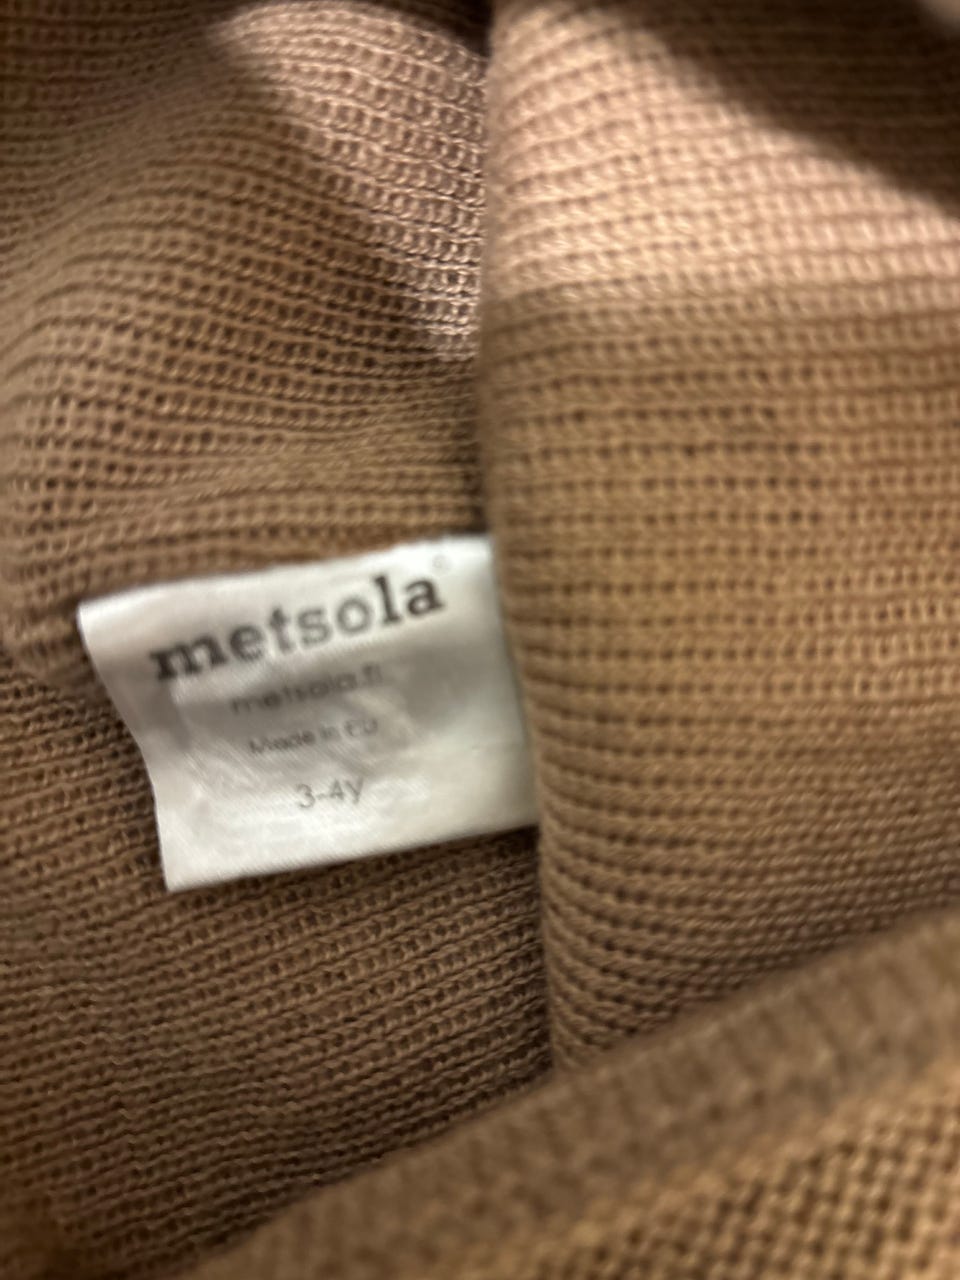 metsola®
metsola.fi
Made in EU
3-4Y